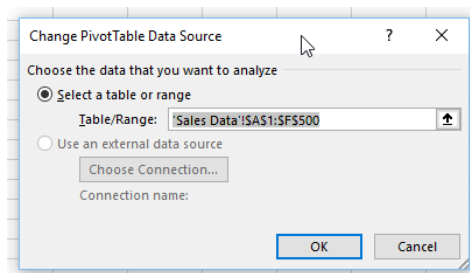 Change PivotTable Data Source ? ×
Choose the data that you want to analyze
Select a table or range
Table/Range: 'Sales Data'!$A$1:$F$500
Use an external data source
Choose Connection...
Connection name:
OK Cancel